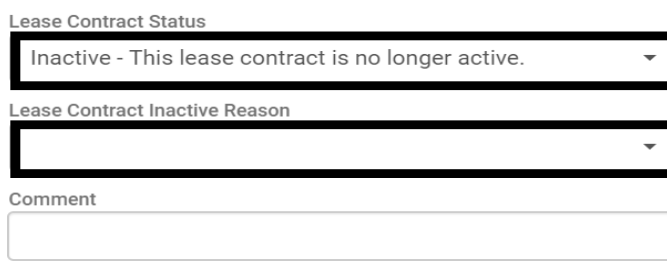 Lease Contract Status
Inactive - This lease contract is no longer active.
Lease Contract Inactive Reason
Comment